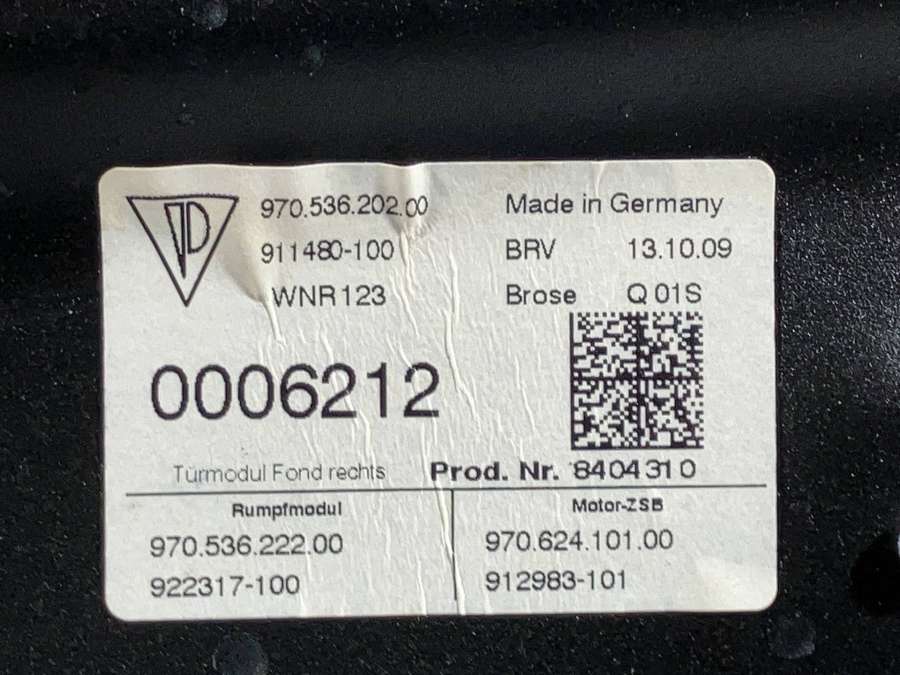 970.536.202.00
911480-100
WNR123
Made in Germany
BRV 13.10.09
Brose Q01S
0006212
Türmodul Fond rechts
Prod. Nr. 8404310
Rumpfmodul
970.536.222.00
922317-100
Motor-ZSB
970.624.101.00
912983-101